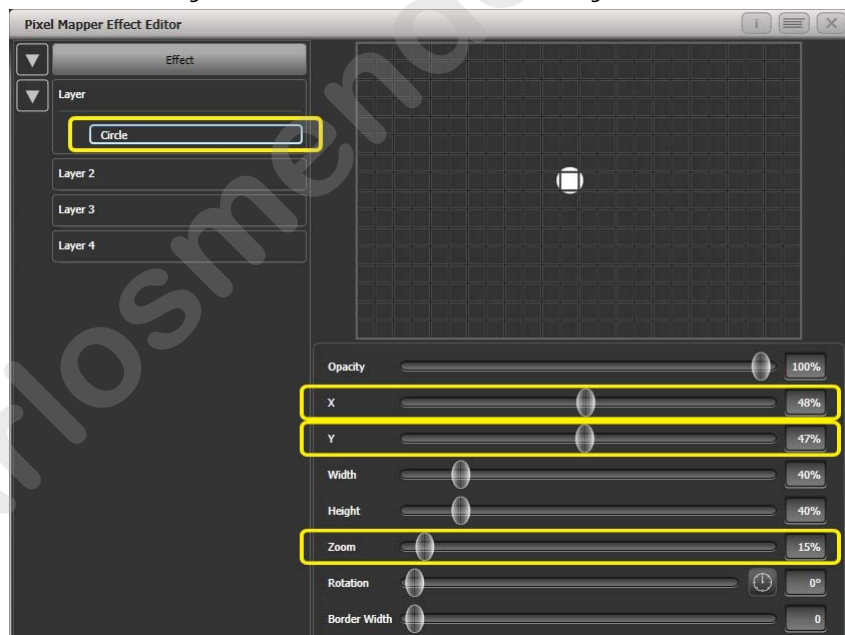 Pixel Mapper Effect Editor
i
Effect
Layer
Circle
Layer 2
Layer 3
Layer 4
Opacity 100%
X 48%
Y 47%
Width 40%
Height 40%
Zoom 15%
Rotation 0°
Border Width 0